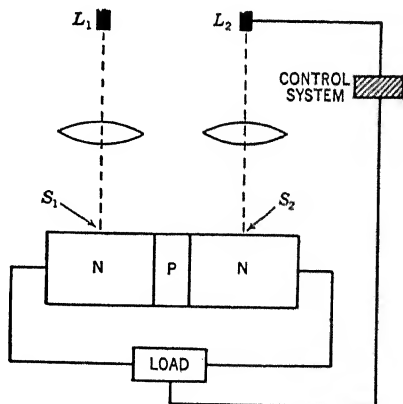 L₁
L₂
CONTROL
SYSTEM
S₁
S₂
N
P
N
LOAD